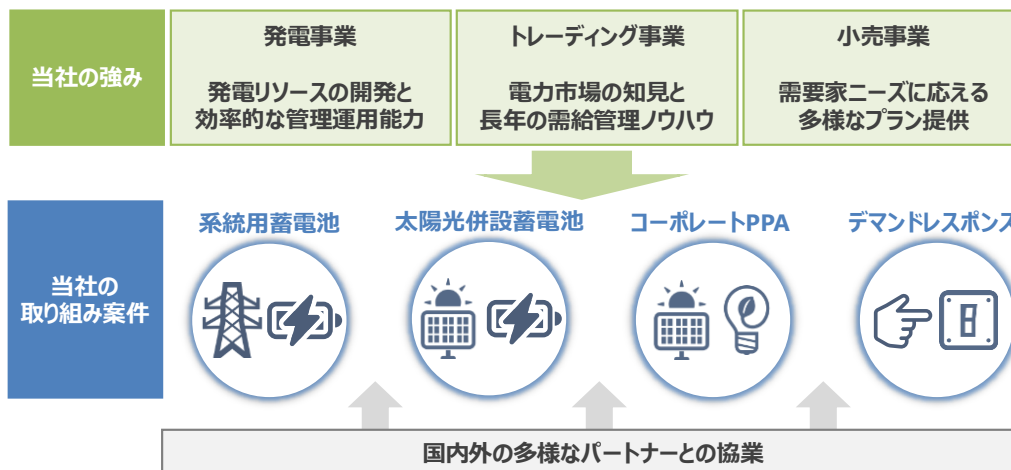 当社の強み
発電事業
発電リソースの開発と
効率的な管理運用能力
トレーディング事業
電力市場の知見と
長年の需給管理ノウハウ
小売事業
需要家ニーズに応える
多様なプラン提供
当社の
取り組み案件
系統用蓄電池
太陽光併設蓄電池
コーポレートPPA
デマンドレスポンス
国内外の多様なパートナーとの協業